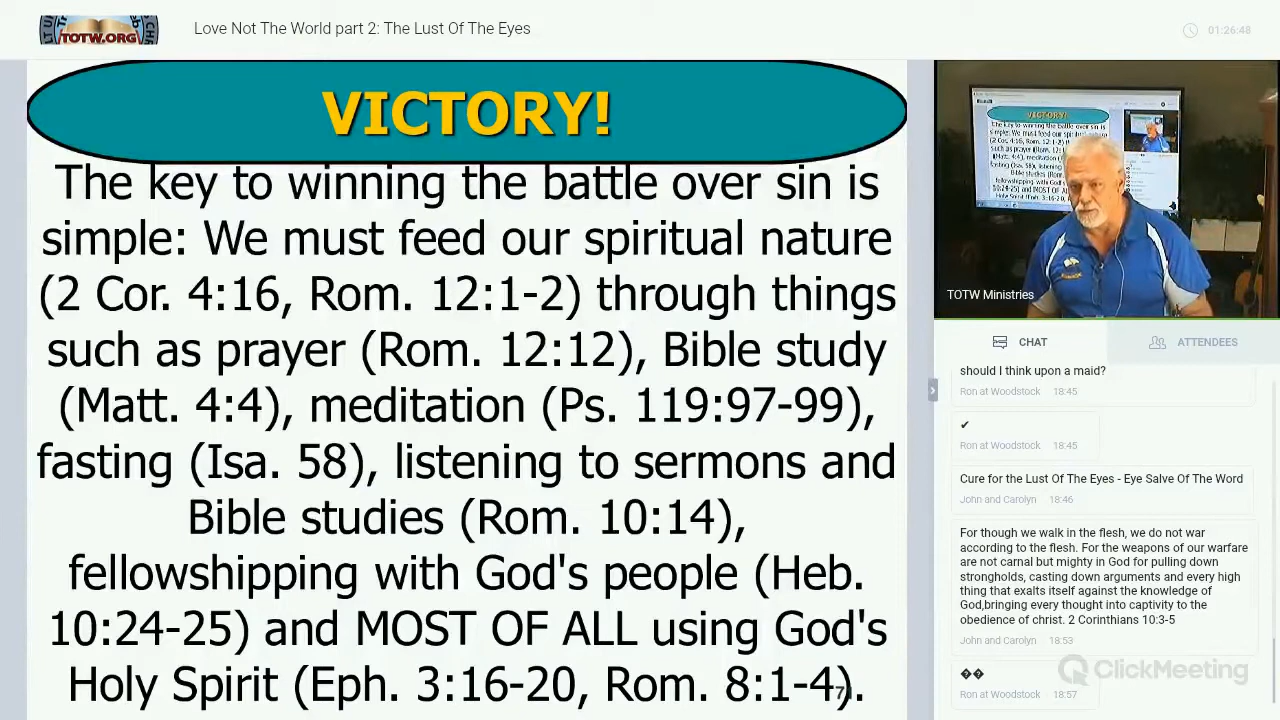 TOTW.ORG
Love Not The World part 2: The Lust Of The Eyes
01:26:48
VICTORY!
The key to winning the battle over sin is
simple: We must feed our spiritual nature
(2 Cor. 4:16, Rom. 12:1-2) through things
such as prayer (Rom. 12:12), Bible study
(Matt. 4:4), meditation (Ps. 119:97-99),
fasting (Isa. 58), listening to sermons and
Bible studies (Rom. 10:14),
fellowshipping with God's people (Heb.
10:24-25) and MOST OF ALL using God's
Holy Spirit (Eph. 3:16-20, Rom. 8:1-4).
TOTW Ministries
CHAT
ATTENDEES
should I think upon a maid?
Ron at Woodstock 18:45
✔
Ron at Woodstock 18:45
Cure for the Lust Of The Eyes - Eye Salve Of The Word
John and Carolyn 18:46
For though we walk in the flesh, we do not war
according to the flesh. For the weapons of our warfare
are not carnal but mighty in God for pulling down
strongholds, casting down arguments and every high
thing that exalts itself against the knowledge of
God,bringing every thought into captivity to the
obedience of christ. 2 Corinthians 10:3-5
John and Carolyn 18:53
��
Ron at Woodstock 18:57
ClickMeeting